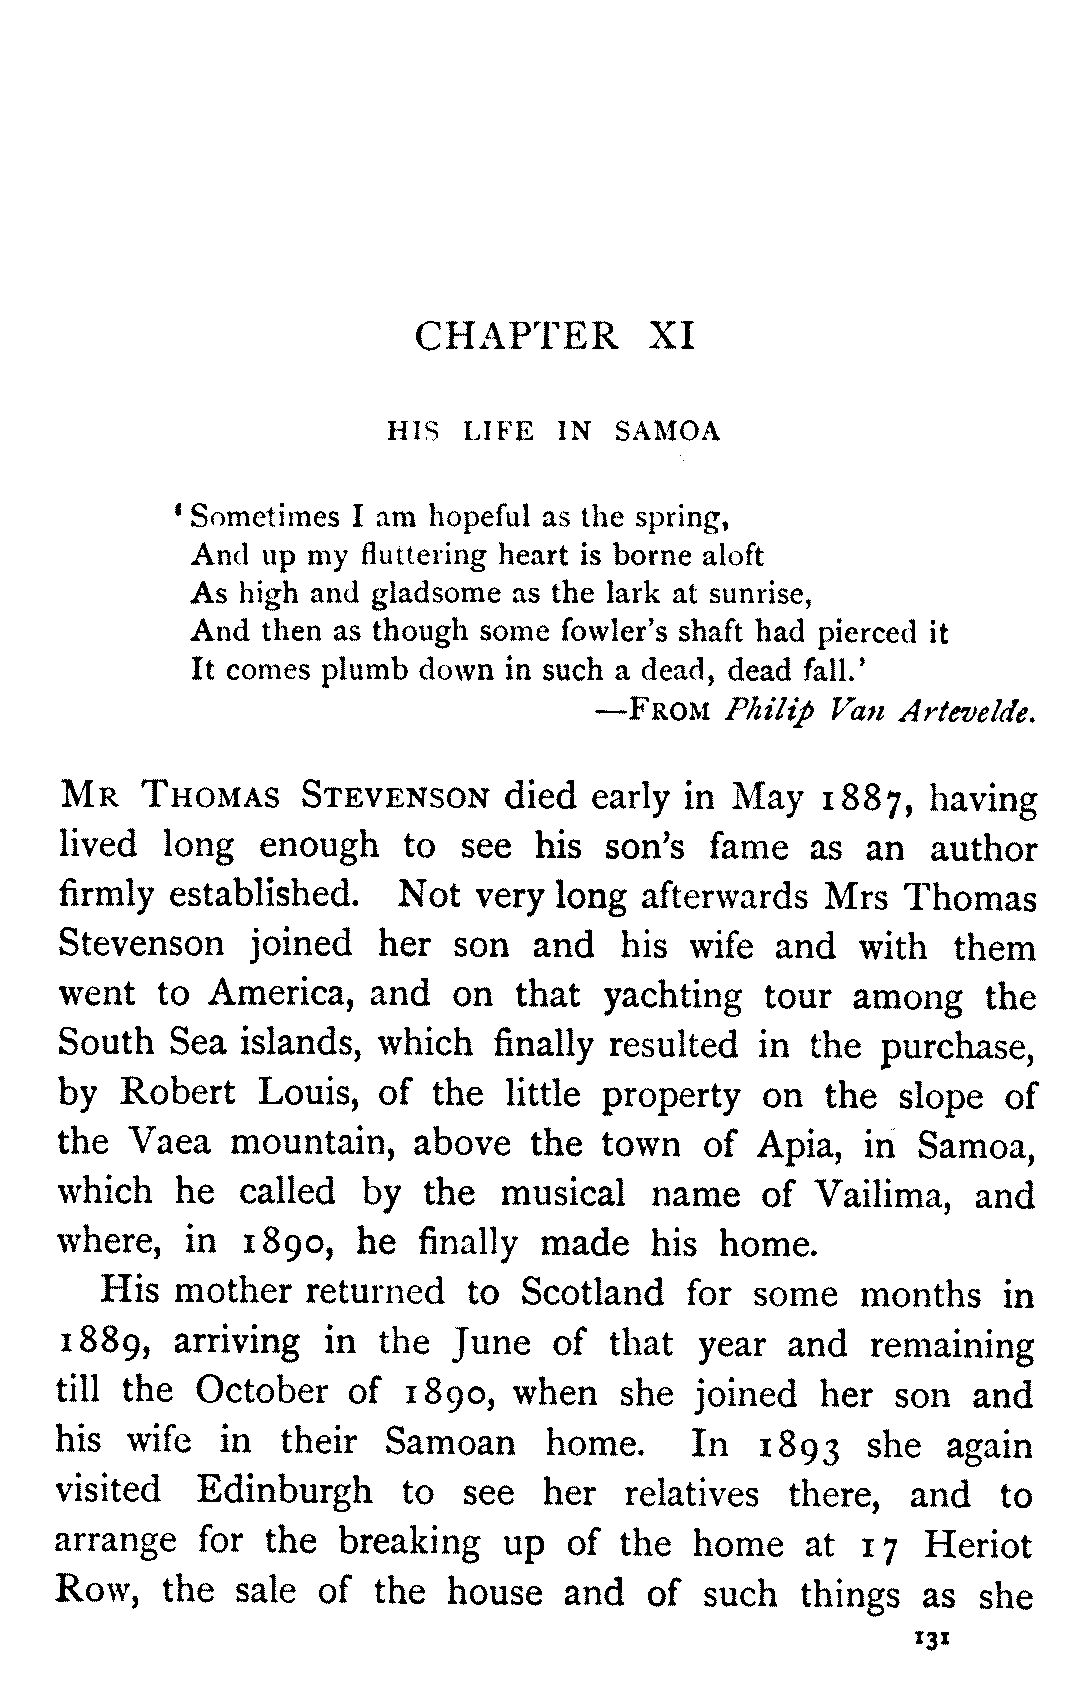 CHAPTER XI
HIS LIFE IN SAMOA
‘Sometimes I am hopeful as the spring,
And up my fluttering heart is borne aloft
As high and gladsome as the lark at sunrise,
And then as though some fowler's shaft had pierced it
It comes plumb down in such a dead, dead fall.’
—FROM Philip Van Artevelde.
MR THOMAS STEVENSON died early in May 1887, having
lived long enough to see his son's fame as an author
firmly established. Not very long afterwards Mrs Thomas
Stevenson joined her son and his wife and with them
went to America, and on that yachting tour among the
South Sea islands, which finally resulted in the purchase,
by Robert Louis, of the little property on the slope of
the Vaea mountain, above the town of Apia, in Samoa,
which he called by the musical name of Vailima, and
where, in 1890, he finally made his home.
His mother returned to Scotland for some months in
1889, arriving in the June of that year and remaining
till the October of 1890, when she joined her son and
his wife in their Samoan home. In 1893 she again
visited Edinburgh to see her relatives there, and to
arrange for the breaking up of the home at 17 Heriot
Row, the sale of the house and of such things as she
131